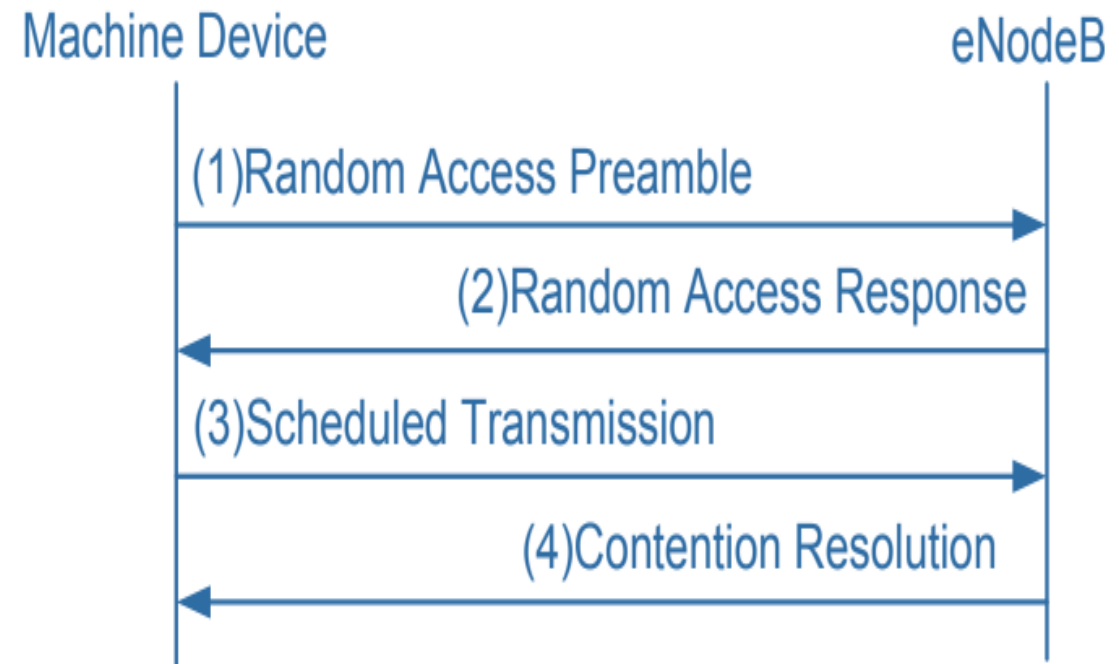 Machine Device
eNodeB
(1)Random Access Preamble
(2)Random Access Response
(3)Scheduled Transmission
(4)Contention Resolution